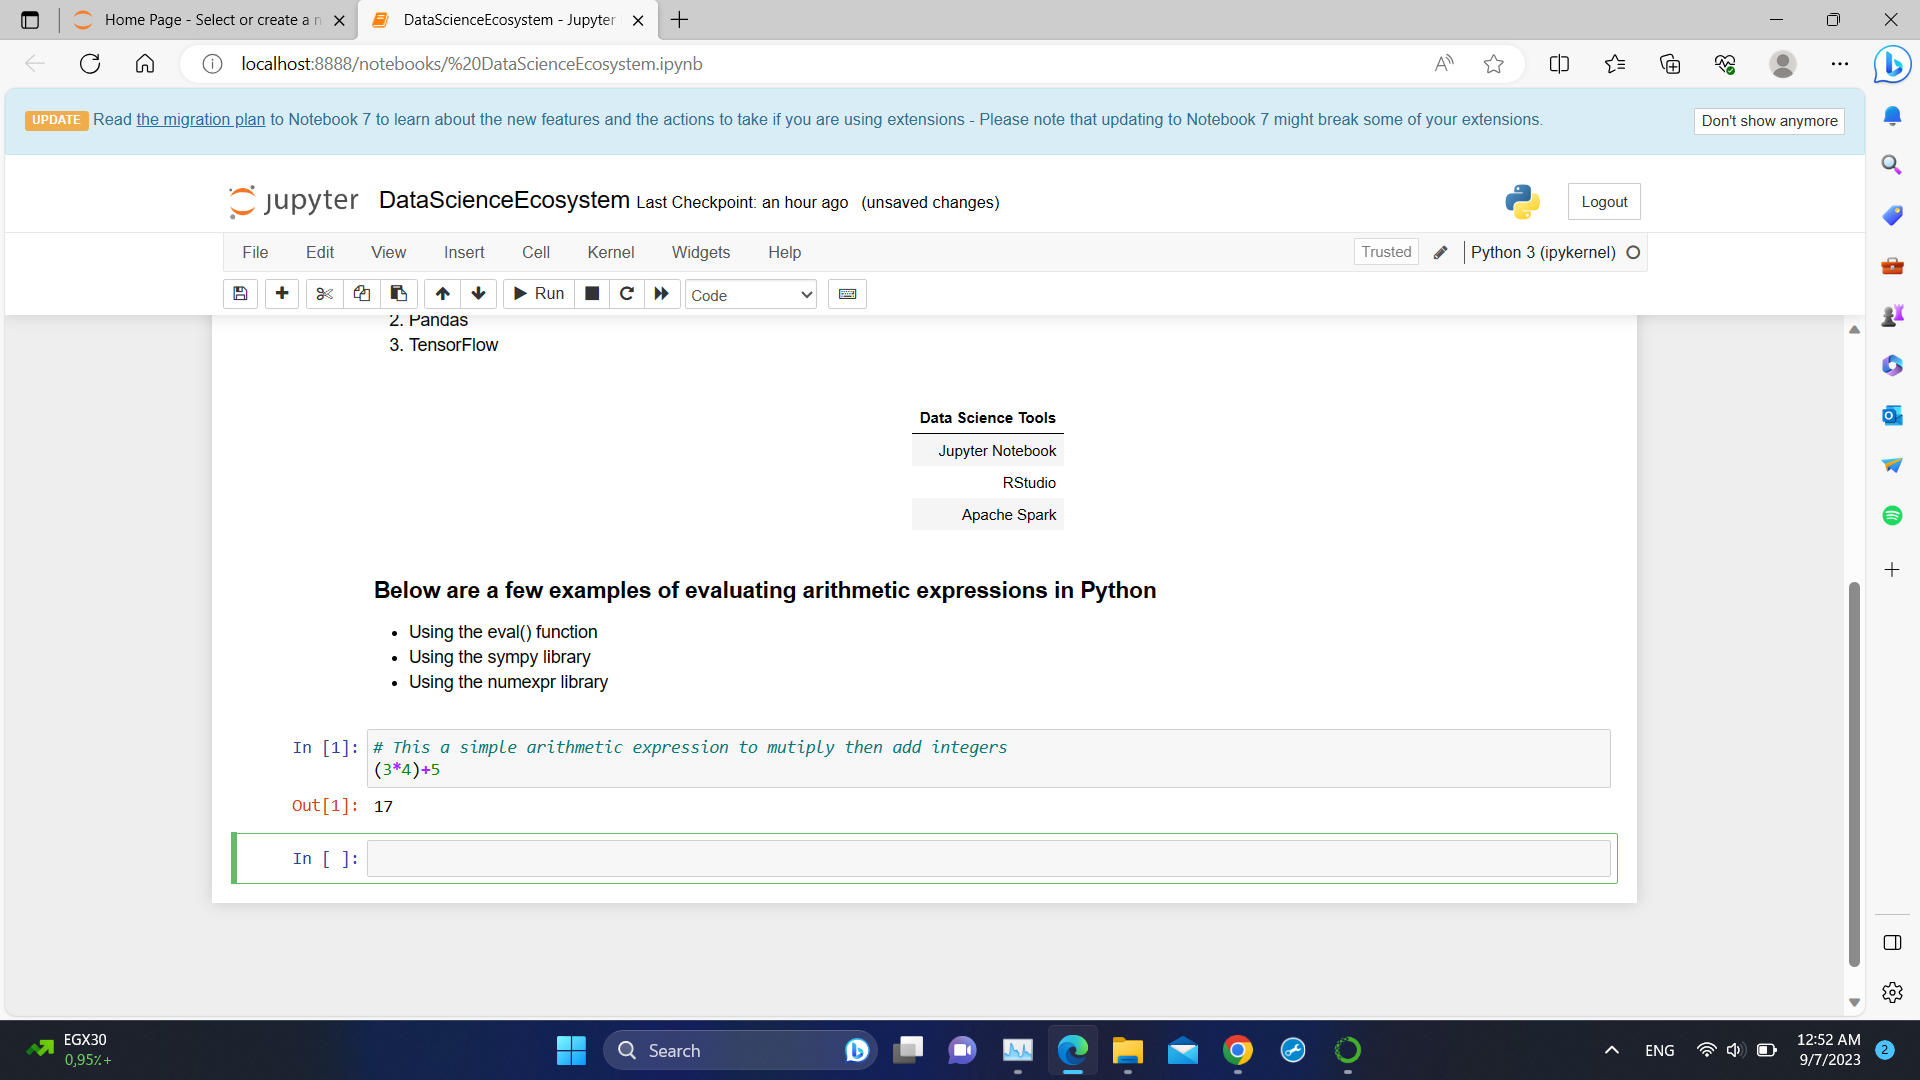 Home Page - Select or create a n
DataScienceEcosystem - Jupyter
localhost:8888/notebooks/%20DataScienceEcosystem.ipynb
UPDATE Read the migration plan to Notebook 7 to learn about the new features and the actions to take if you are using extensions - Please note that updating to Notebook 7 might break some of your extensions.
Don't show anymore
jupyter DataScienceEcosystem Last Checkpoint: an hour ago (unsaved changes)
Logout
File Edit View Insert Cell Kernel Widgets Help
Trusted Python 3 (ipykernel)
Run Code
2. Pandas
3. TensorFlow
Data Science Tools
Jupyter Notebook
RStudio
Apache Spark
Below are a few examples of evaluating arithmetic expressions in Python
• Using the eval() function
• Using the sympy library
• Using the numexpr library
In [1]: # This a simple arithmetic expression to mutiply then add integers
(3*4)+5
Out[1]: 17
In [ ]:
EGX30
0,95٪+
Search
ENG
12:52 AM
9/7/2023
2